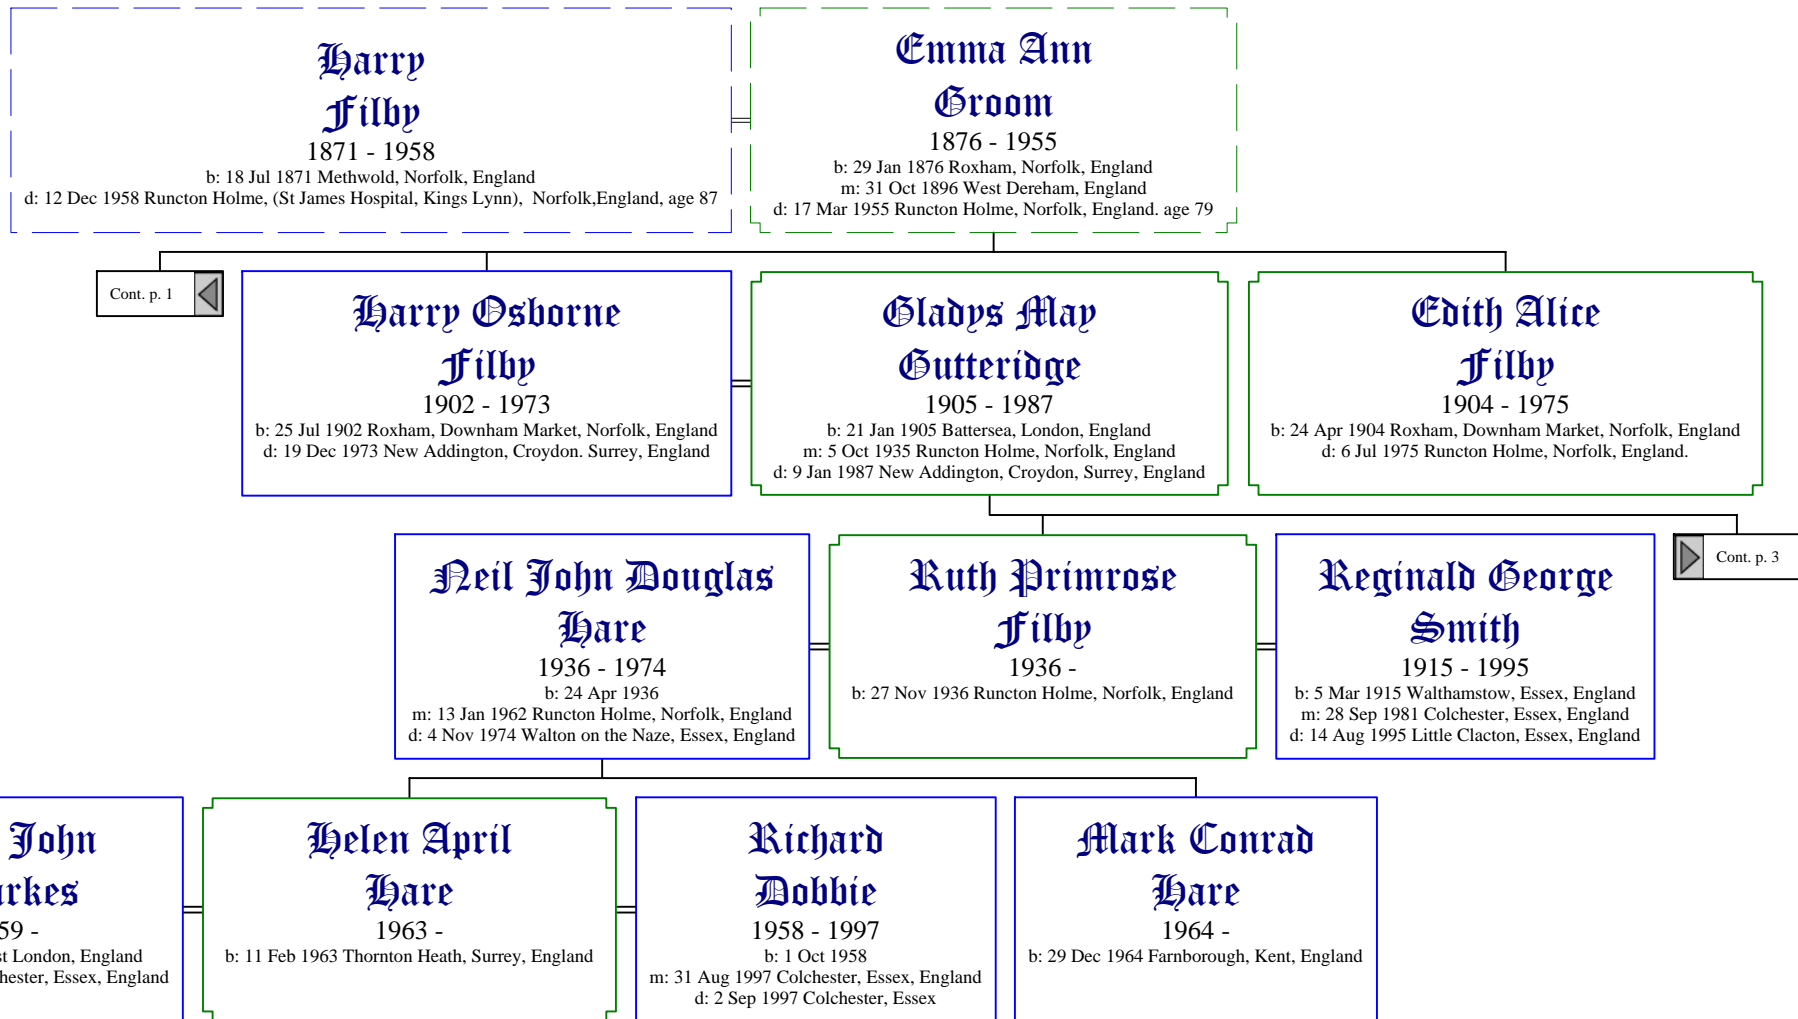 Harry
Filby
1871 - 1958
b: 18 Jul 1871 Methwold, Norfolk, England
d: 12 Dec 1958 Runcton Holme, (St James Hospital, Kings Lynn),  Norfolk,England, age 87
Emma Ann
Groom
1876 - 1955
b: 29 Jan 1876 Roxham, Norfolk, England
m: 31 Oct 1896 West Dereham, England
d: 17 Mar 1955 Runcton Holme, Norfolk, England. age 79
Cont. p. 1
Harry Osborne
Filby
1902 - 1973
b: 25 Jul 1902 Roxham, Downham Market, Norfolk, England
d: 19 Dec 1973 New Addington, Croydon. Surrey, England
Gladys May
Gutteridge
1905 - 1987
b: 21 Jan 1905 Battersea, London, England
m: 5 Oct 1935 Runcton Holme, Norfolk, England
d: 9 Jan 1987 New Addington, Croydon, Surrey, England
Edith Alice
Filby
1904 - 1975
b: 24 Apr 1904 Roxham, Downham Market, Norfolk, England
d: 6 Jul 1975 Runcton Holme, Norfolk, England.
Neil John Douglas
Hare
1936 - 1974
b: 24 Apr 1936
m: 13 Jan 1962 Runcton Holme, Norfolk, England
d: 4 Nov 1974 Walton on the Naze, Essex, England
Ruth Primrose
Filby
1936 -
b: 27 Nov 1936 Runcton Holme, Norfolk, England
Reginald George
Smith
1915 - 1995
b: 5 Mar 1915 Walthamstow, Essex, England
m: 28 Sep 1981 Colchester, Essex, England
d: 14 Aug 1995 Little Clacton, Essex, England
Cont. p. 3
John
59 -
London, England
Essex, England
Helen April
Hare
1963 -
b: 11 Feb 1963 Thornton Heath, Surrey, England
Richard
Dobbie
1958 - 1997
b: 1 Oct 1958
m: 31 Aug 1997 Colchester, Essex, England
d: 2 Sep 1997 Colchester, Essex
Mark Conrad
Hare
1964 -
b: 29 Dec 1964 Farnborough, Kent, England